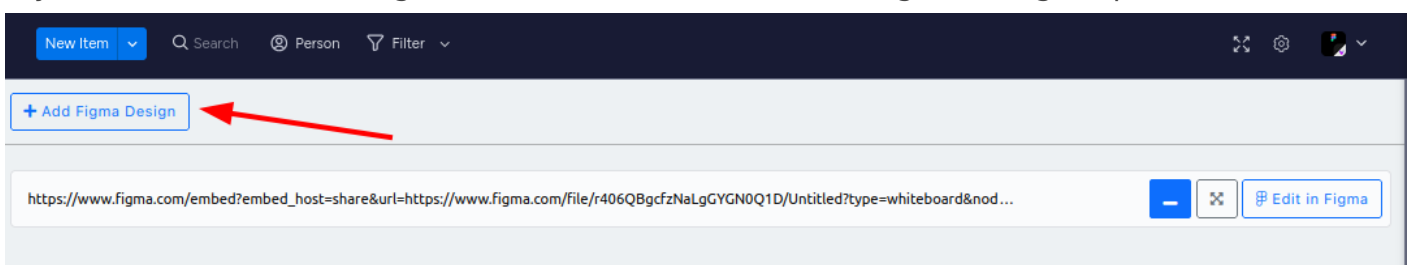 New Item
Search
Person
Filter
+ Add Figma Design
https://www.figma.com/embed?embed_host=share&url=https://www.figma.com/file/r406QBgcfzNaLgGYGN0Q1D/Untitled?type=whiteboard&nod...
Edit in Figma